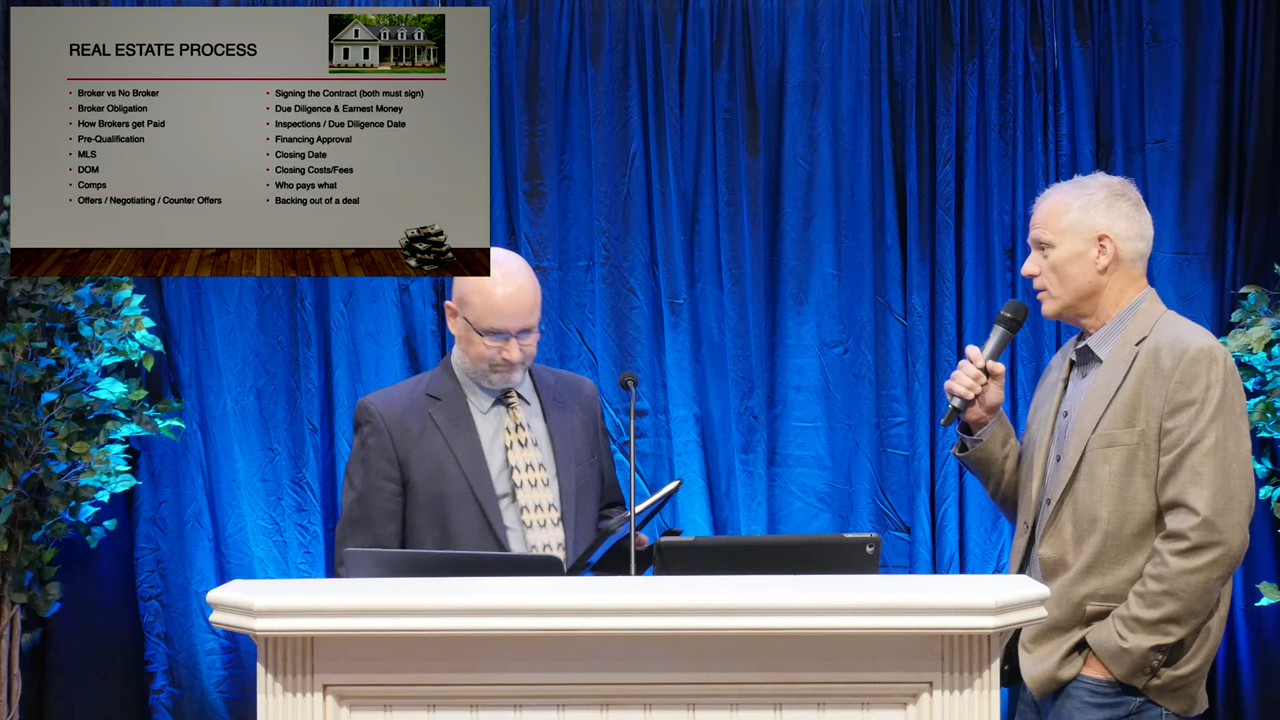 REAL ESTATE PROCESS
• Broker vs No Broker
• Broker Obligation
• How Brokers get Paid
• Pre-Qualification
• MLS
• DOM
• Comps
• Offers / Negotiating / Counter Offers
• Signing the Contract (both must sign)
• Due Diligence & Earnest Money
• Inspections / Due Diligence Date
• Financing Approval
• Closing Date
• Closing Costs/Fees
• Who pays what
• Backing out of a deal